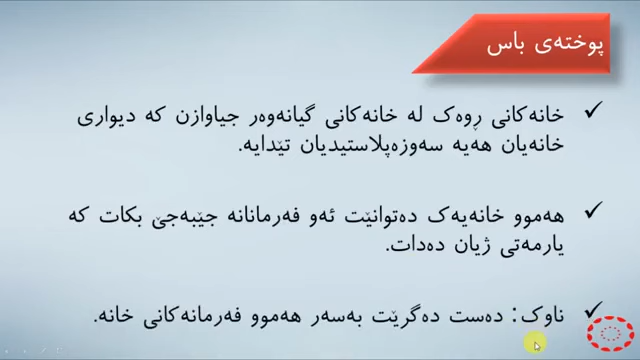 پوختەی باس
خانەکانی ڕوەک لە خانەکانی گیانەوەر جیاوازن کە دیواری
خانەیان هەیە سەوزەپلاستیدیان تێدایە.
هەموو خانەیەک دەتوانێت ئەو فەرمانانە جێبەجێ بکات کە
یارمەتی ژیان دەدات.
ناوک: دەست دەگرێت بەسەر هەموو فەرمانەکانی خانە.